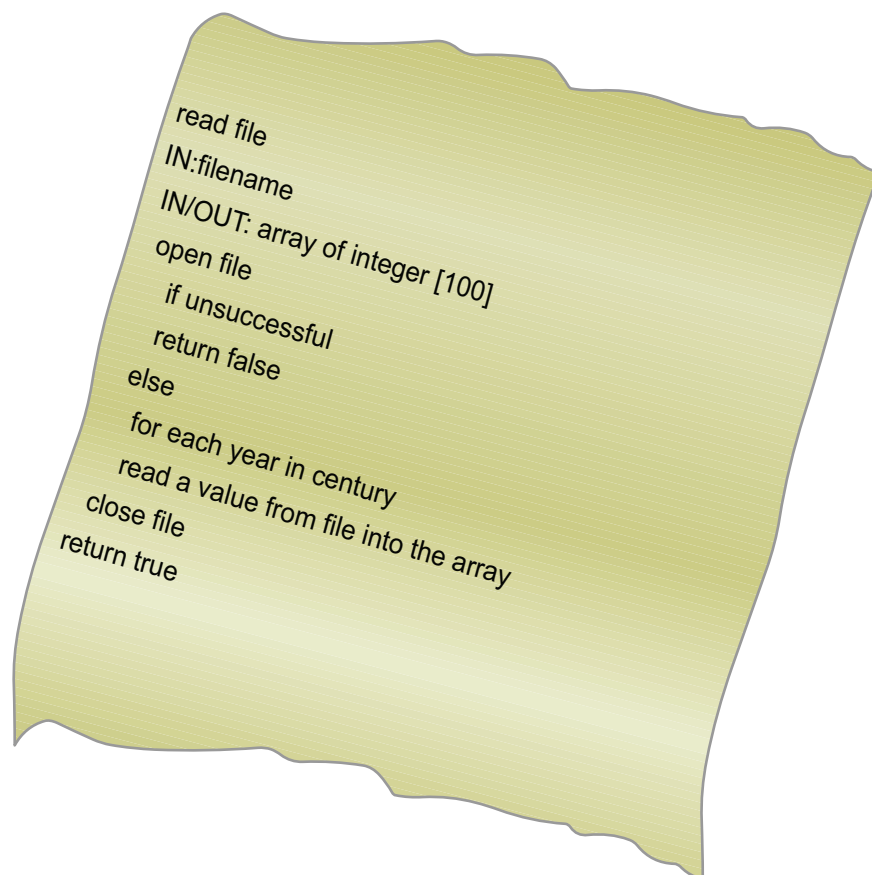 read file
IN:filename
IN/OUT: array of integer [100]
open file
if unsuccessful
return false
else
for each year in century
read a value from file into the array
close file
return true